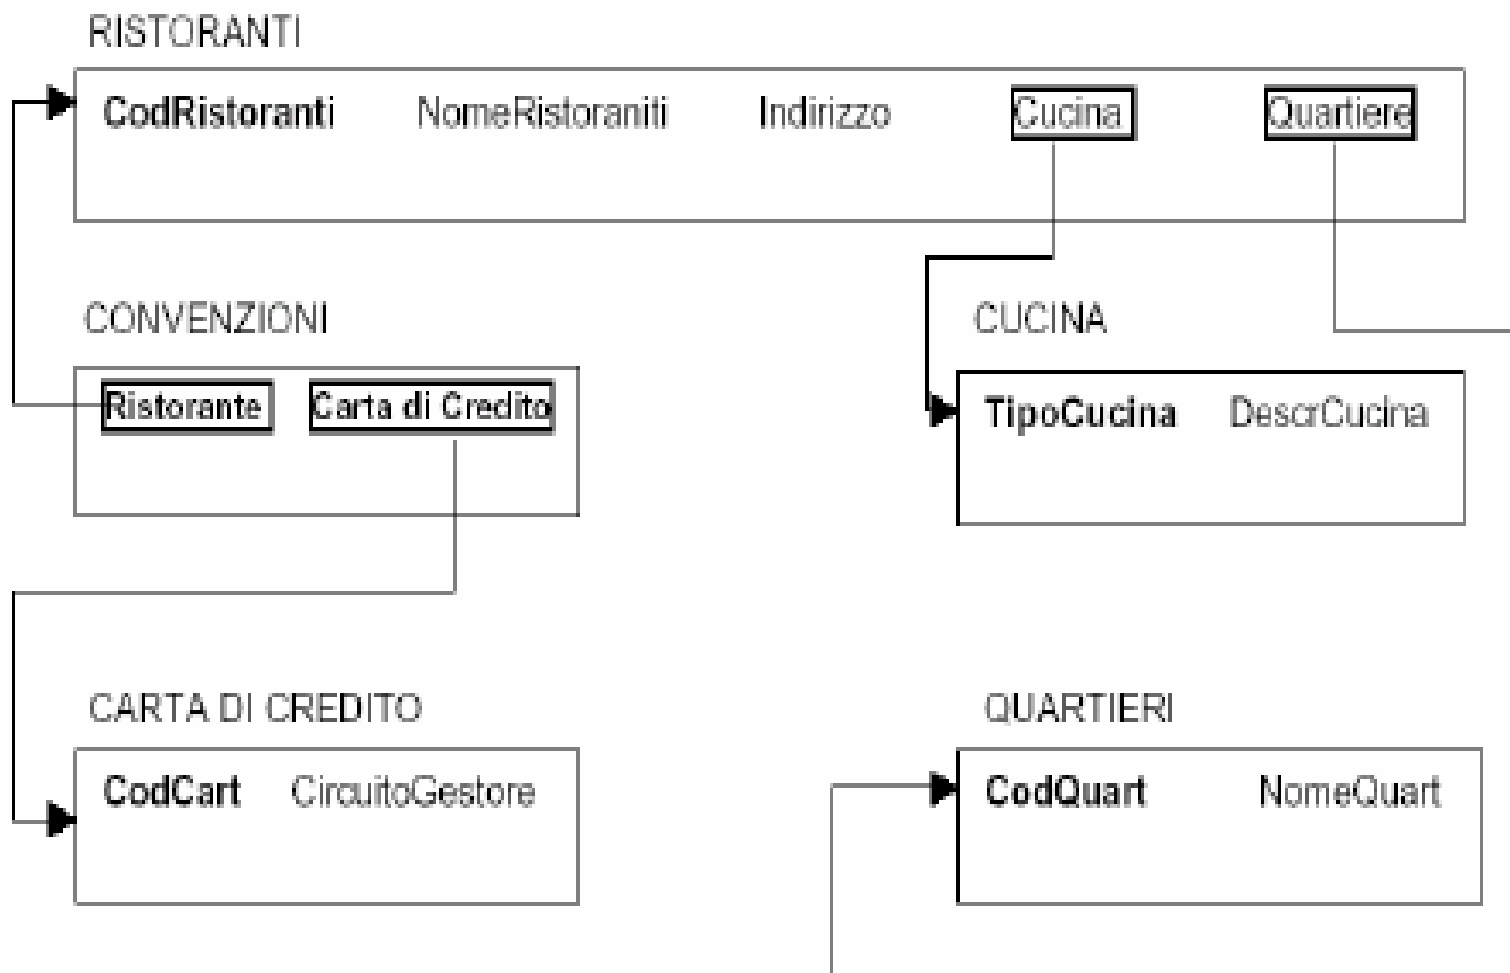 RISTORANTI
CodRistoranti NomeRistoraniti Indirizzo Cucina Quartiere
CONVENZIONI CUCINA
Ristorante Carta di Credito TipoCucina DescrCucina
CARTA DI CREDITO QUARTIERI
CodCart CircuitoGestore CodQuart NomeQuart